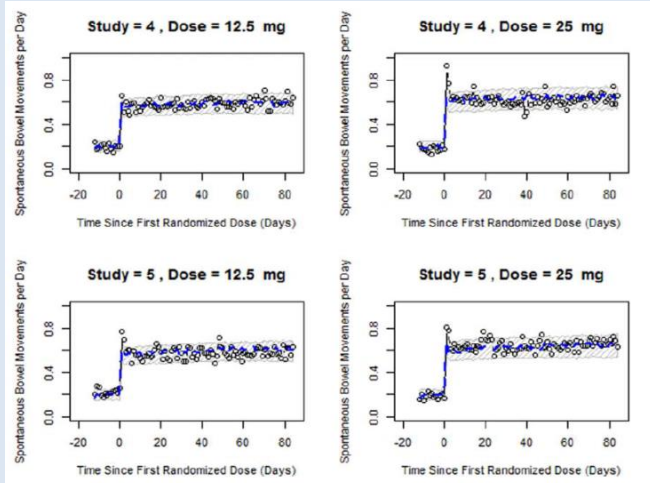 Study = 4 , Dose = 12.5 mg
Spontaneous Bowel Movements per Day
0.0 0.4 0.8
-20 0 20 40 60 80
Time Since First Randomized Dose (Days)
Study = 4 , Dose = 25 mg
Spontaneous Bowel Movements per Day
0.0 0.4 0.8
-20 0 20 40 60 80
Time Since First Randomized Dose (Days)
Study = 5 , Dose = 12.5 mg
Spontaneous Bowel Movements per Day
0.0 0.4 0.8
-20 0 20 40 60 80
Time Since First Randomized Dose (Days)
Study = 5 , Dose = 25 mg
Spontaneous Bowel Movements per Day
0.0 0.4 0.8
-20 0 20 40 60 80
Time Since First Randomized Dose (Days)